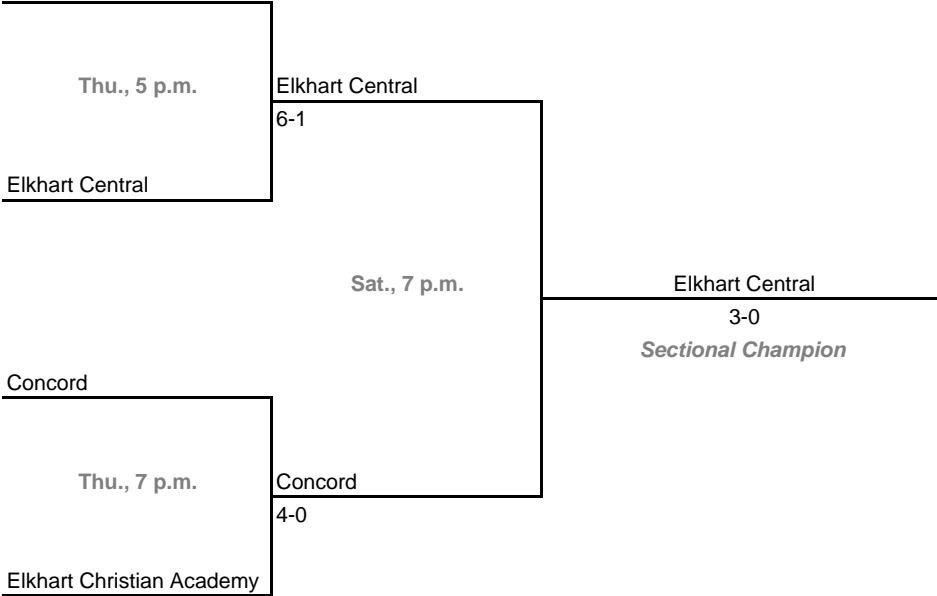 Thu., 5 p.m.
Elkhart Central
6-1
Elkhart Central
Sat., 7 p.m.
Elkhart Central
3-0
Sectional Champion
Concord
Thu., 7 p.m.
Concord
4-0
Elkhart Christian Academy